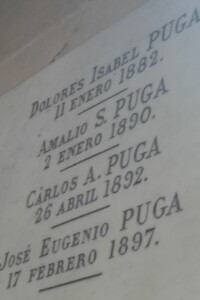 DOLORES ISABEL PUGA
11 ENERO 1882.
AMALIO S. PUGA
2 ENERO 1890.
CÁRLOS A. PUGA
26 ABRIL 1892.
JOSÉ EUGENIO PUGA
17 FEBRERO 1897.